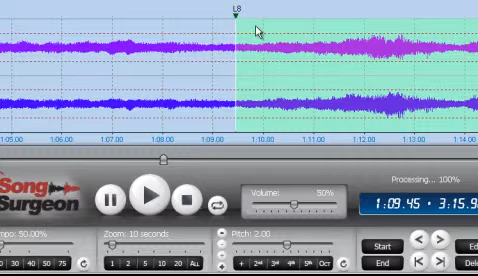 L8
1:05.00 1:06.00 1:07.00 1:08.00 1:09.00 1:10.00 1:11.00 1:12.00 1:13.00 1:14.00
Song
Surgeon
Volume: 50%
Processing... 100%
1:09.45 • 3:15.9
mpo: 50.00%
Zoom: 10 seconds
Pitch: 2.00
Start
End
30 40 50 75
1 2 5 10 20 ALL
+ 2nd 3rd 4th 5th Oct